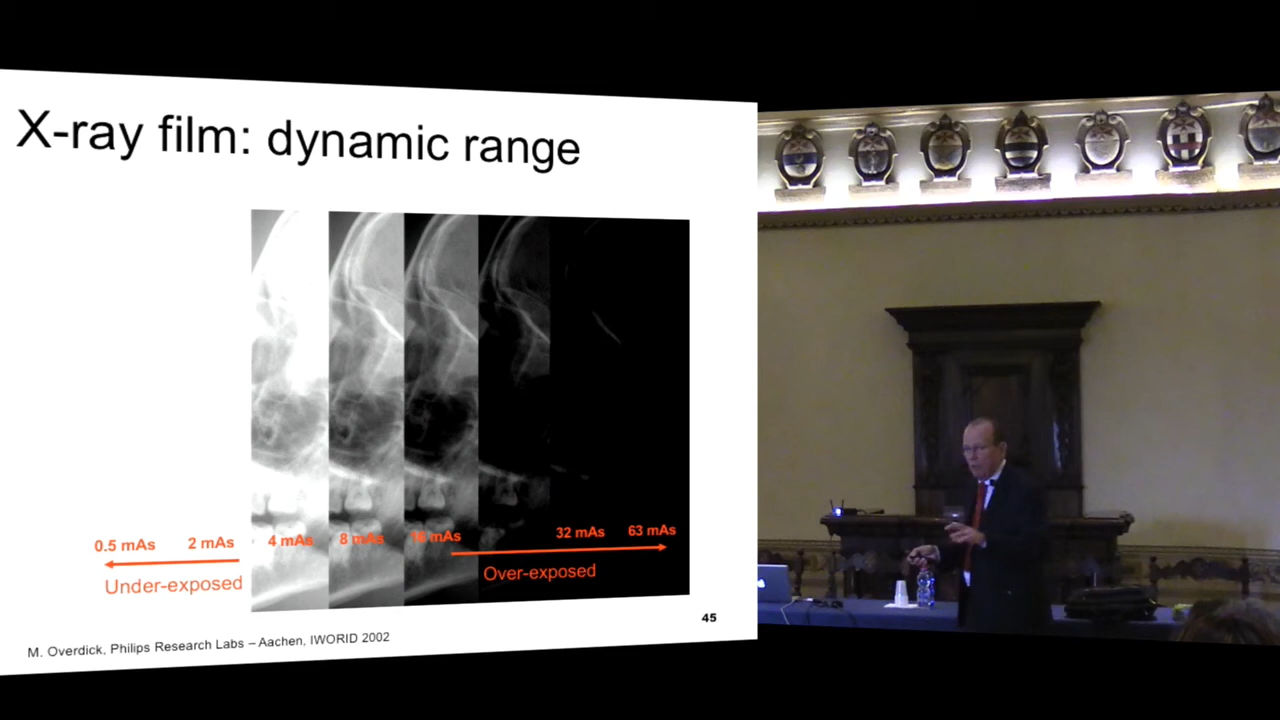 X-ray film: dynamic range
0.5 mAs 2 mAs 4 mAs 8 mAs 16 mAs 32 mAs 63 mAs
Under-exposed Over-exposed
45
M. Overdick, Philips Research Labs – Aachen, IWORID 2002